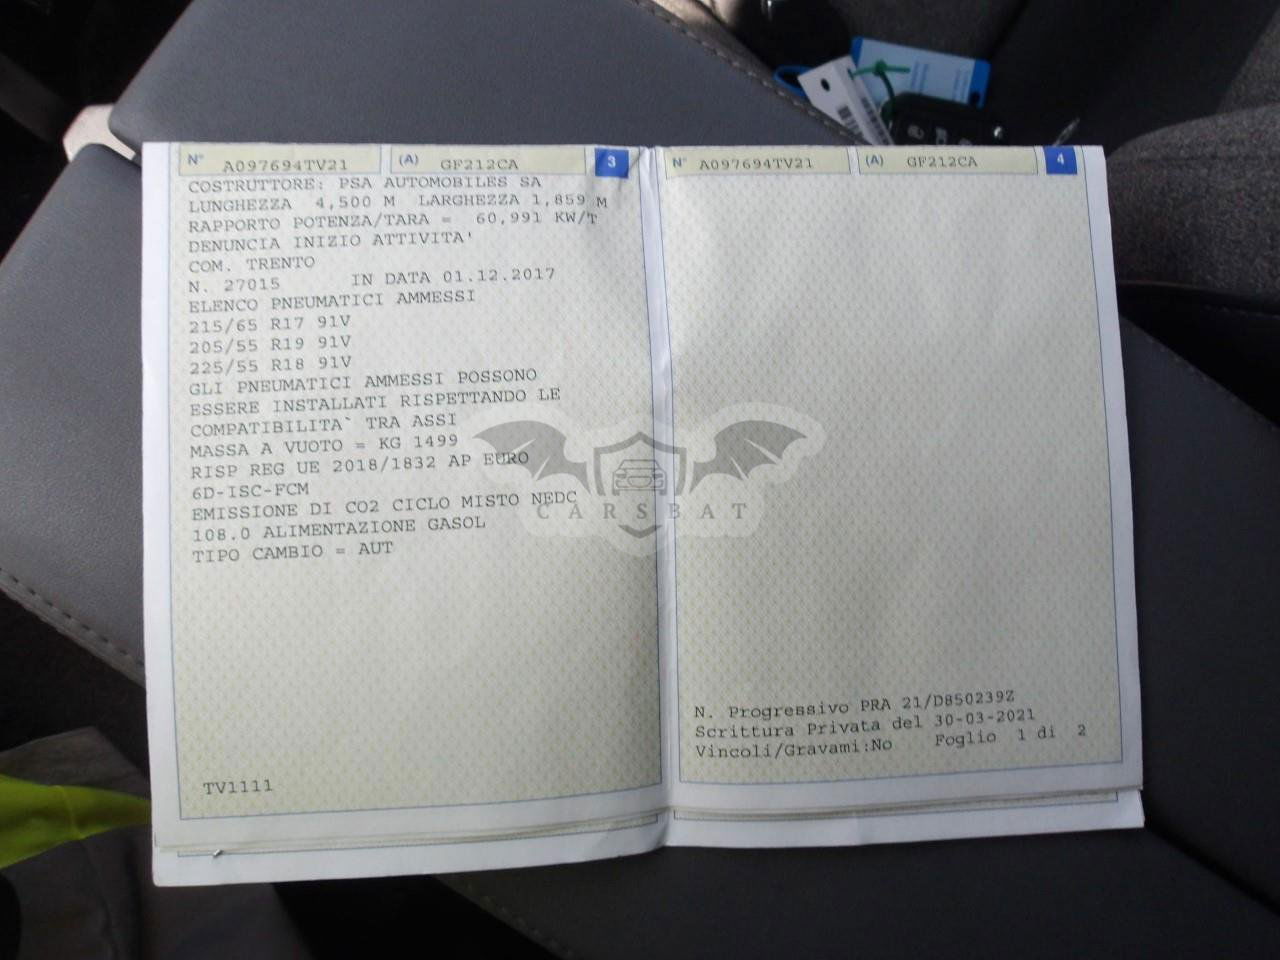 N° A097694TV21 (A) GF212CA 3
COSTRUTTORE: PSA AUTOMOBILES SA
LUNGHEZZA 4,500 M LARGHEZZA 1,859 M
RAPPORTO POTENZA/TARA = 60,991 KW/T
DENUNCIA INIZIO ATTIVITA'
COM. TRENTO
N. 27015 IN DATA 01.12.2017
ELENCO PNEUMATICI AMMESSI
215/65 R17 91V
205/55 R19 91V
225/55 R18 91V
GLI PNEUMATICI AMMESSI POSSONO
ESSERE INSTALLATI RISPETTANDO LE
COMPATIBILITA` TRA ASSI
MASSA A VUOTO = KG 1499
RISP REG UE 2018/1832 AP EURO
6D-ISC-FCM
EMISSIONE DI CO2 CICLO MISTO NEDC
108.0 ALIMENTAZIONE GASOL
TIPO CAMBIO = AUT
TV1111
N° A097694TV21 (A) GF212CA 4
N. Progressivo PRA 21/D850239Z
Scrittura Privata del 30-03-2021
Vincoli/Gravami:No Foglio 1 di 2
CARSBAT